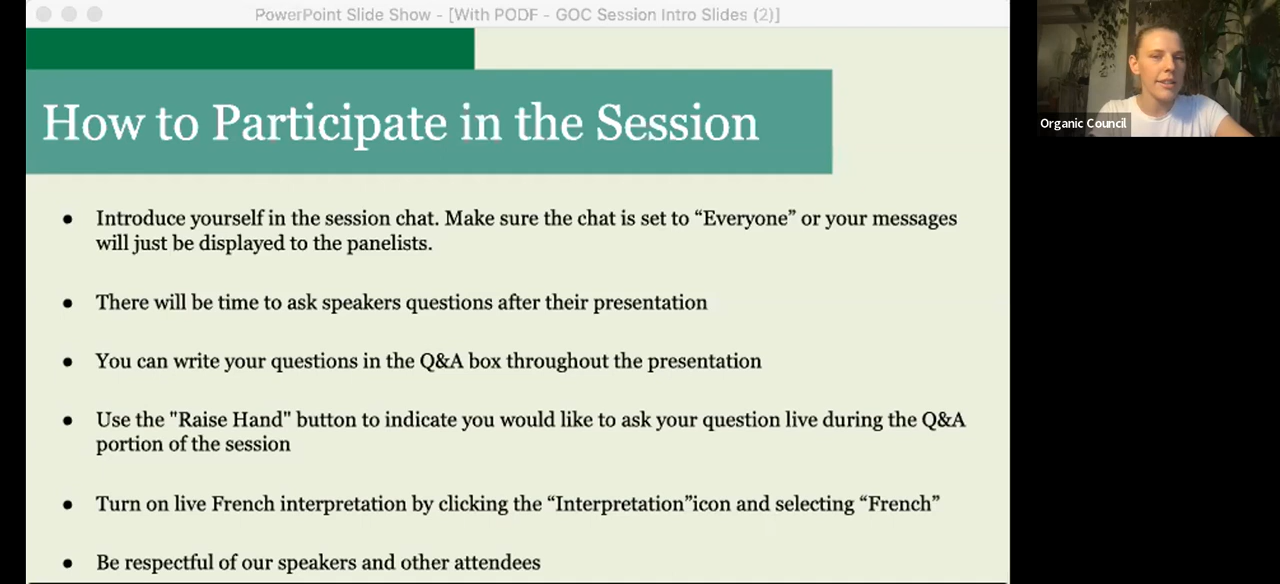 PowerPoint Slide Show - [With PODF - GOC Session Intro Slides (2)]
How to Participate in the Session
Organic Council
● Introduce yourself in the session chat. Make sure the chat is set to “Everyone” or your messages
will just be displayed to the panelists.
● There will be time to ask speakers questions after their presentation
● You can write your questions in the Q&A box throughout the presentation
● Use the "Raise Hand" button to indicate you would like to ask your question live during the Q&A
portion of the session
● Turn on live French interpretation by clicking the “Interpretation”icon and selecting “French”
● Be respectful of our speakers and other attendees